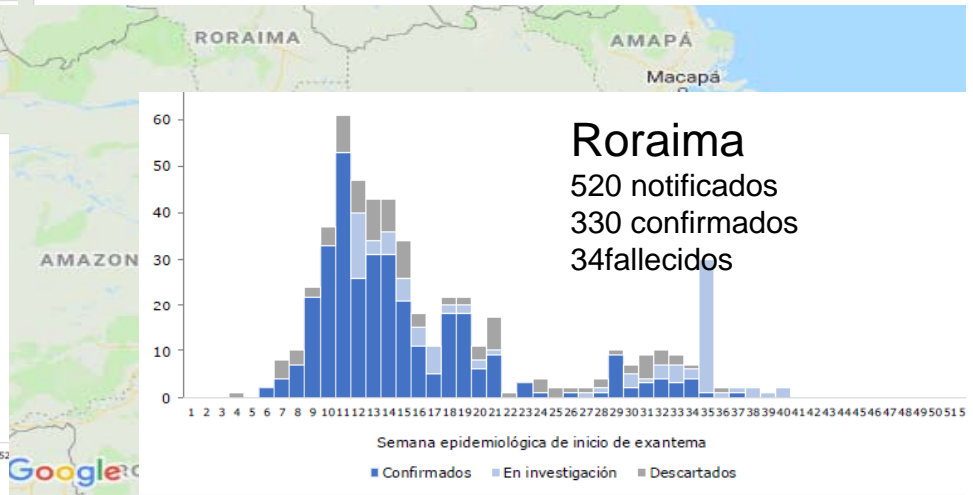 RORAIMA
AMAPÁ
Macapá
AMAZON
Roraima
520 notificados
330 confirmados
34fallecidos
60
50
40
30
20
10
0
1 2 3 4 5 6 7 8 9 10 11 12 13 14 15 16 17 18 19 20 21 22 23 24 25 26 27 28 29 30 31 32 33 34 35 36 37 38 39 40 41 42 43 44 45 46 47 48 49 50 51 5
Semana epidemiológica de inicio de exantema
Confirmados En investigación Descartados
52
Google